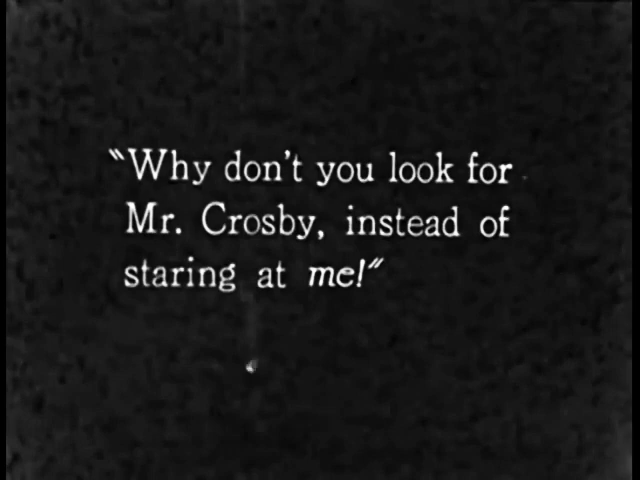 "Why don't you look for
Mr. Crosby, instead of
staring at me!"